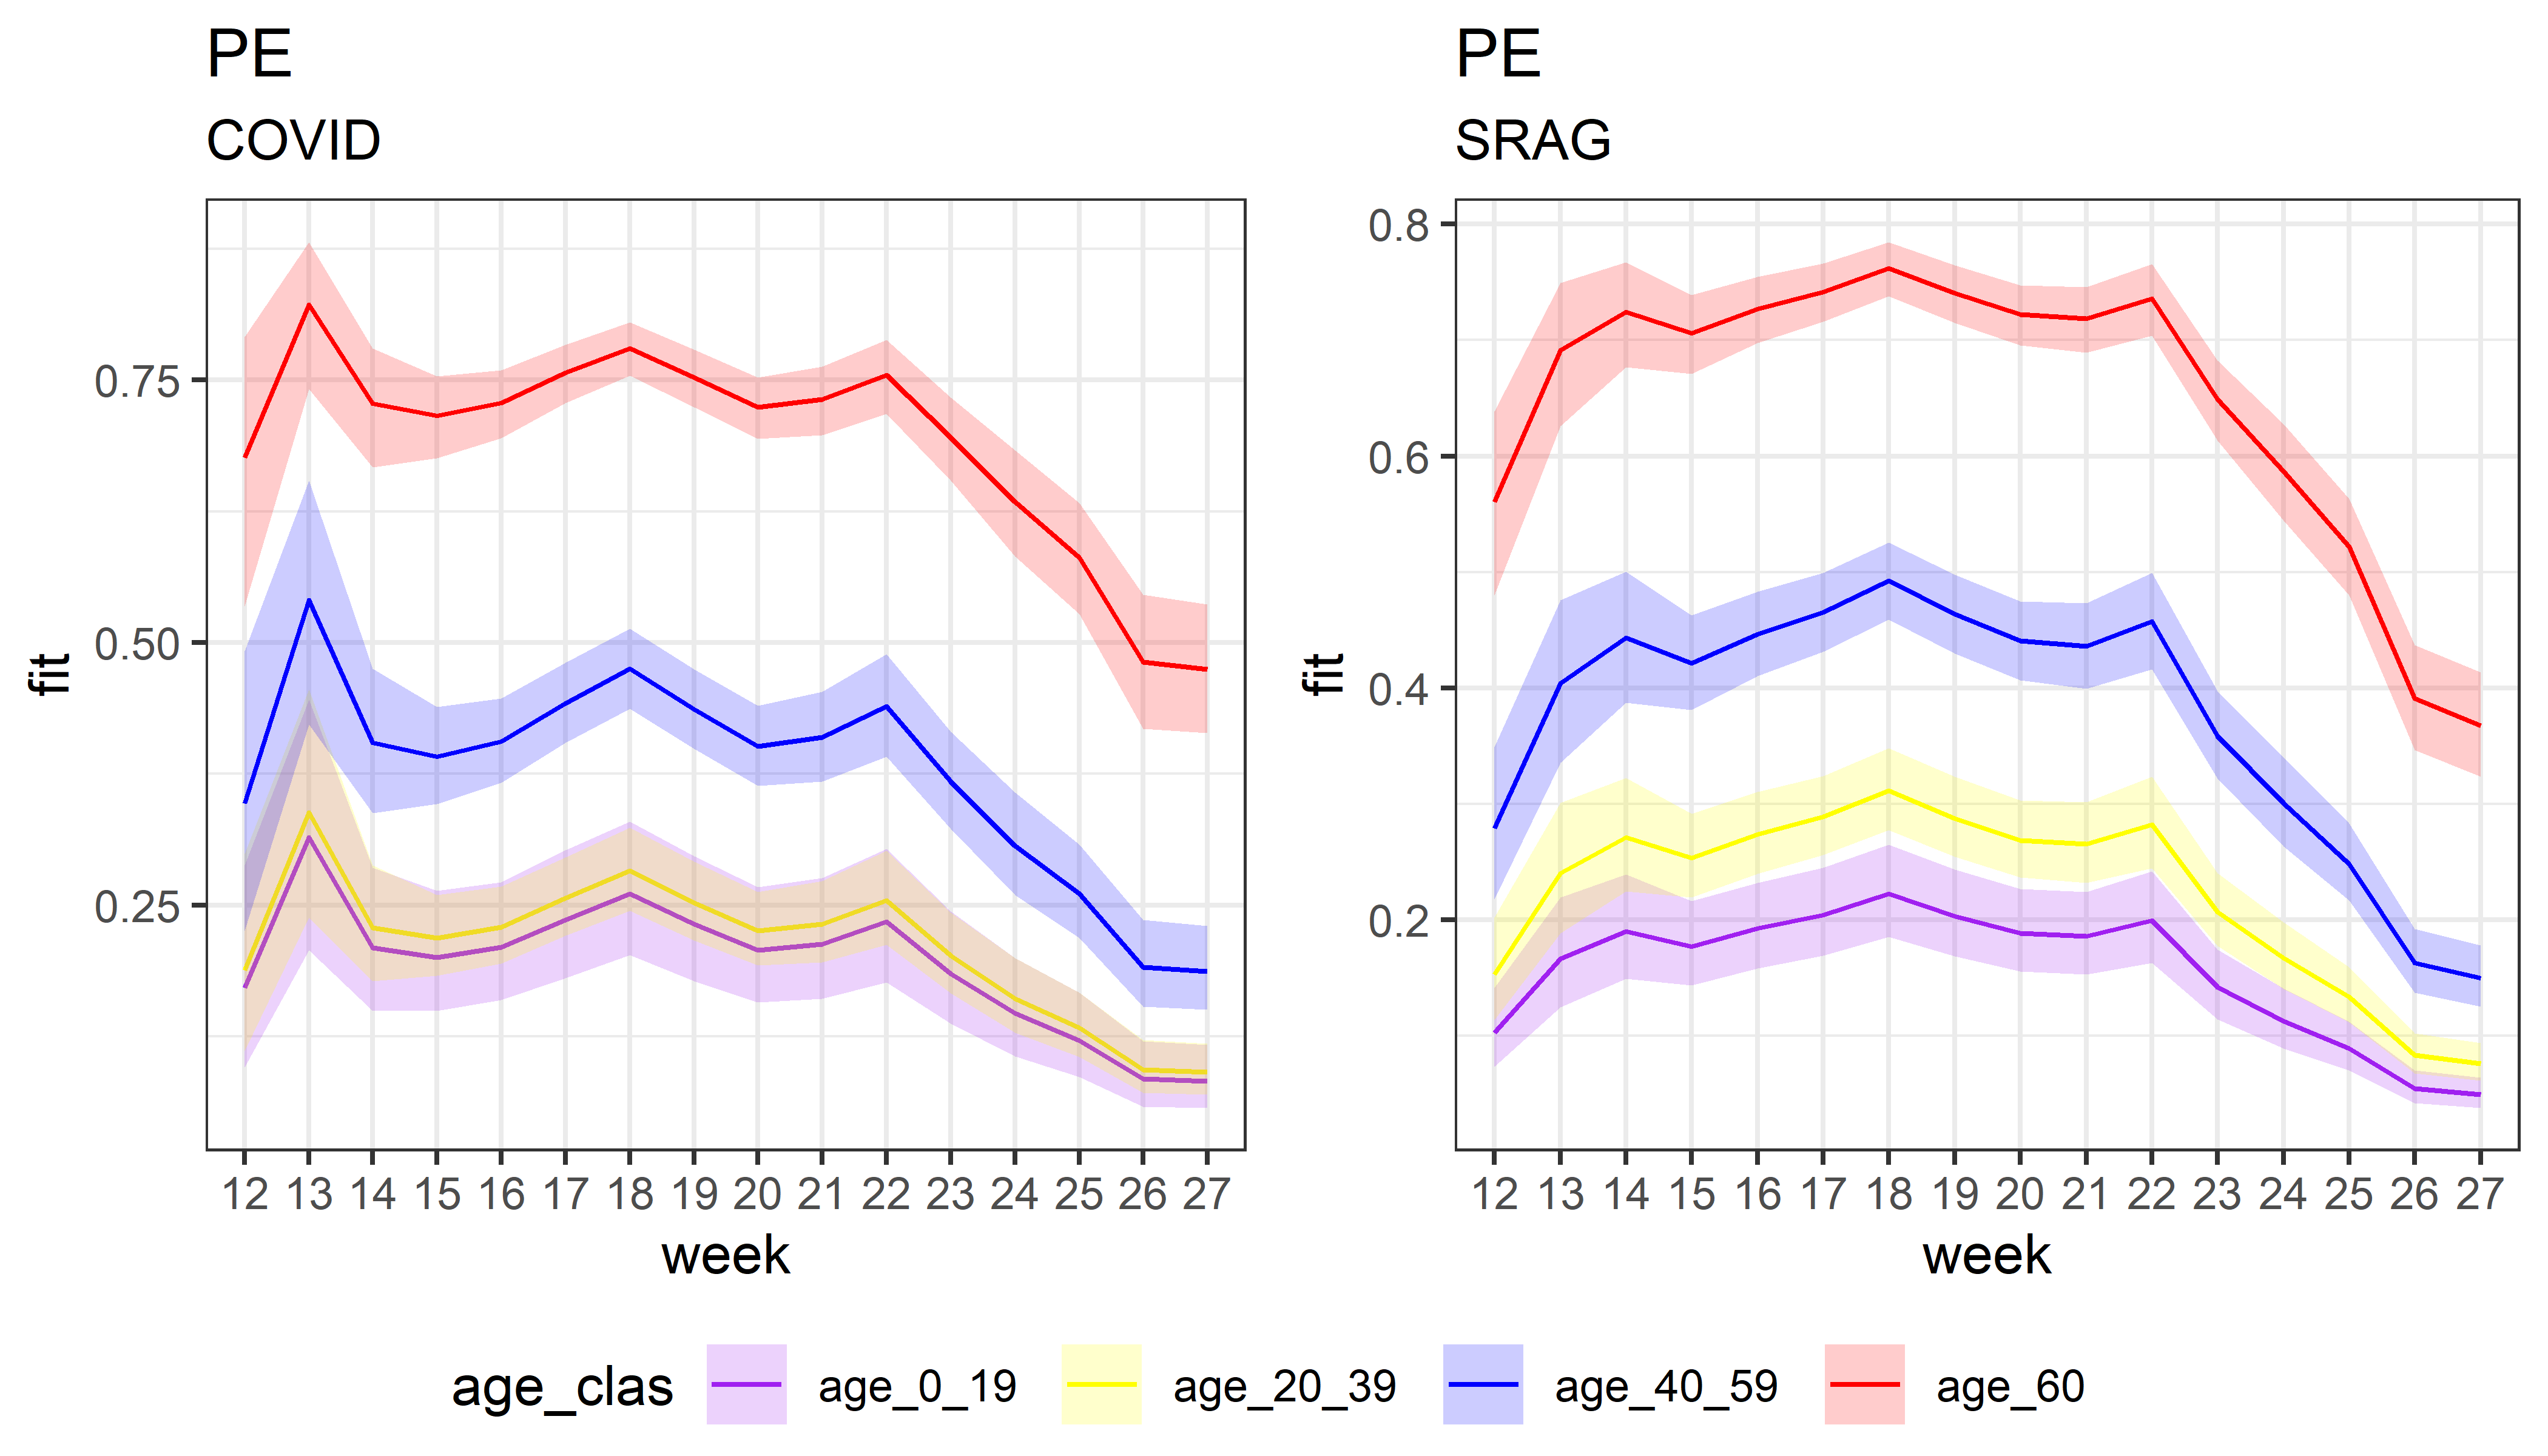 PE
COVID
fit
0.75
0.50
0.25
12 13 14 15 16 17 18 19 20 21 22 23 24 25 26 27
week
PE
SRAG
fit
0.8
0.6
0.4
0.2
12 13 14 15 16 17 18 19 20 21 22 23 24 25 26 27
week
age_clas age_0_19 age_20_39 age_40_59 age_60